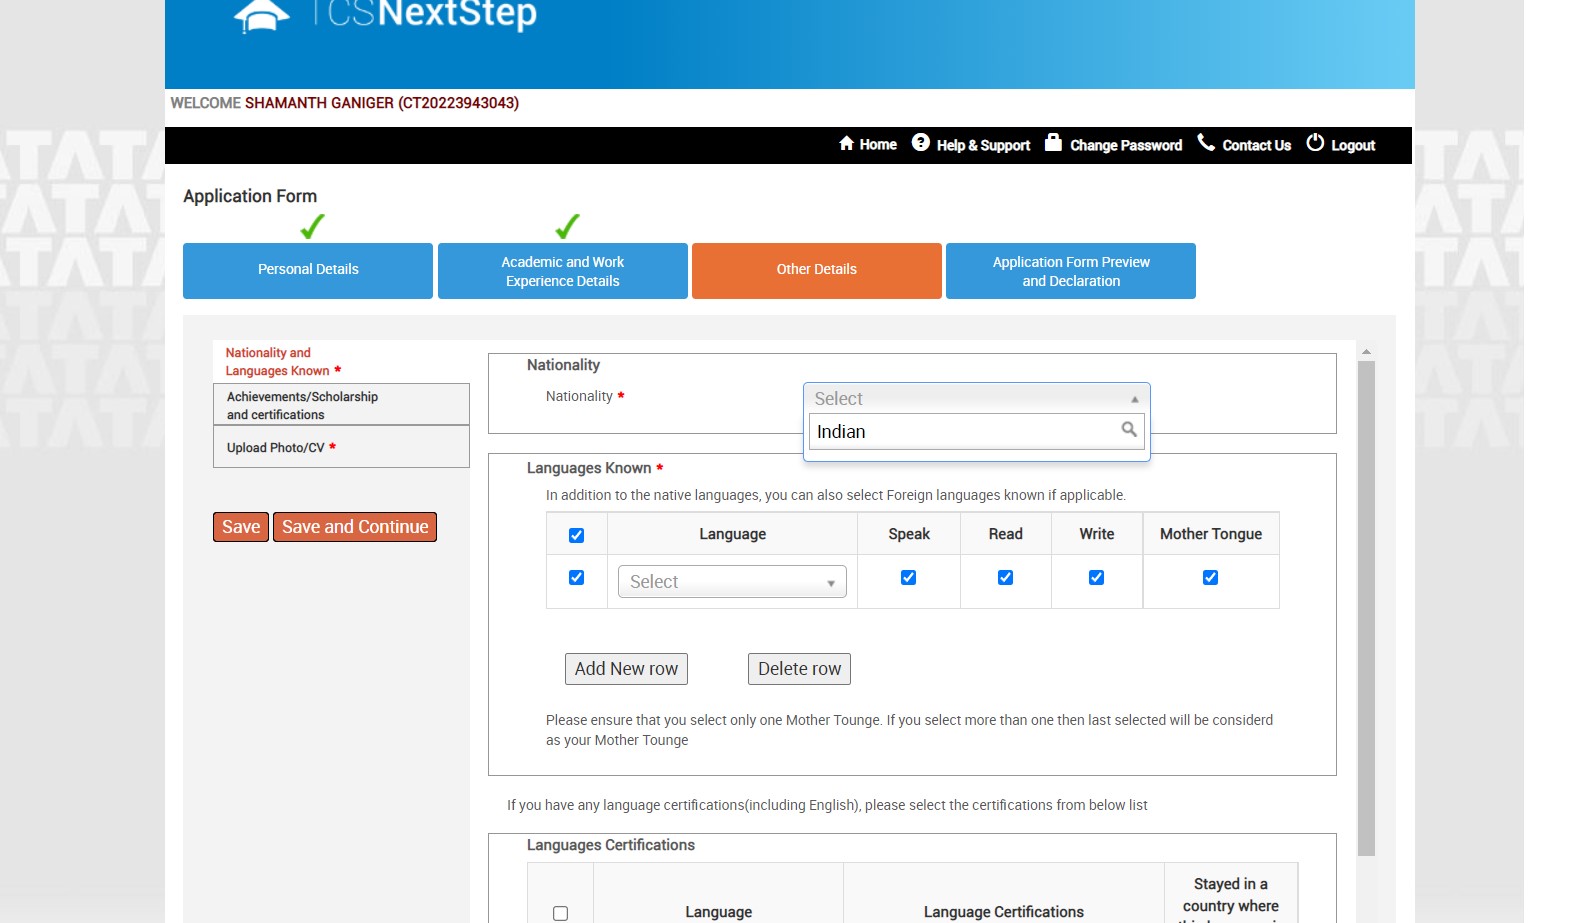 TCSNextStep
WELCOME SHAMANTH GANIGER (CT20223943043)
Home Help & Support Change Password Contact Us Logout
Application Form
Personal Details
Academic and Work
Experience Details
Other Details
Application Form Preview
and Declaration
Nationality and
Languages Known *
Achievements/Scholarship
and certifications
Upload Photo/CV *
Save Save and Continue
Nationality
Nationality *
Select
Indian
Languages Known *
In addition to the native languages, you can also select Foreign languages known if applicable.
Language Speak Read Write Mother Tongue
Select
Add New row Delete row
Please ensure that you select only one Mother Tounge. If you select more than one then last selected will be considerd
as your Mother Tounge
If you have any language certifications(including English), please select the certifications from below list
Languages Certifications
Language Language Certifications
Stayed in a
country where